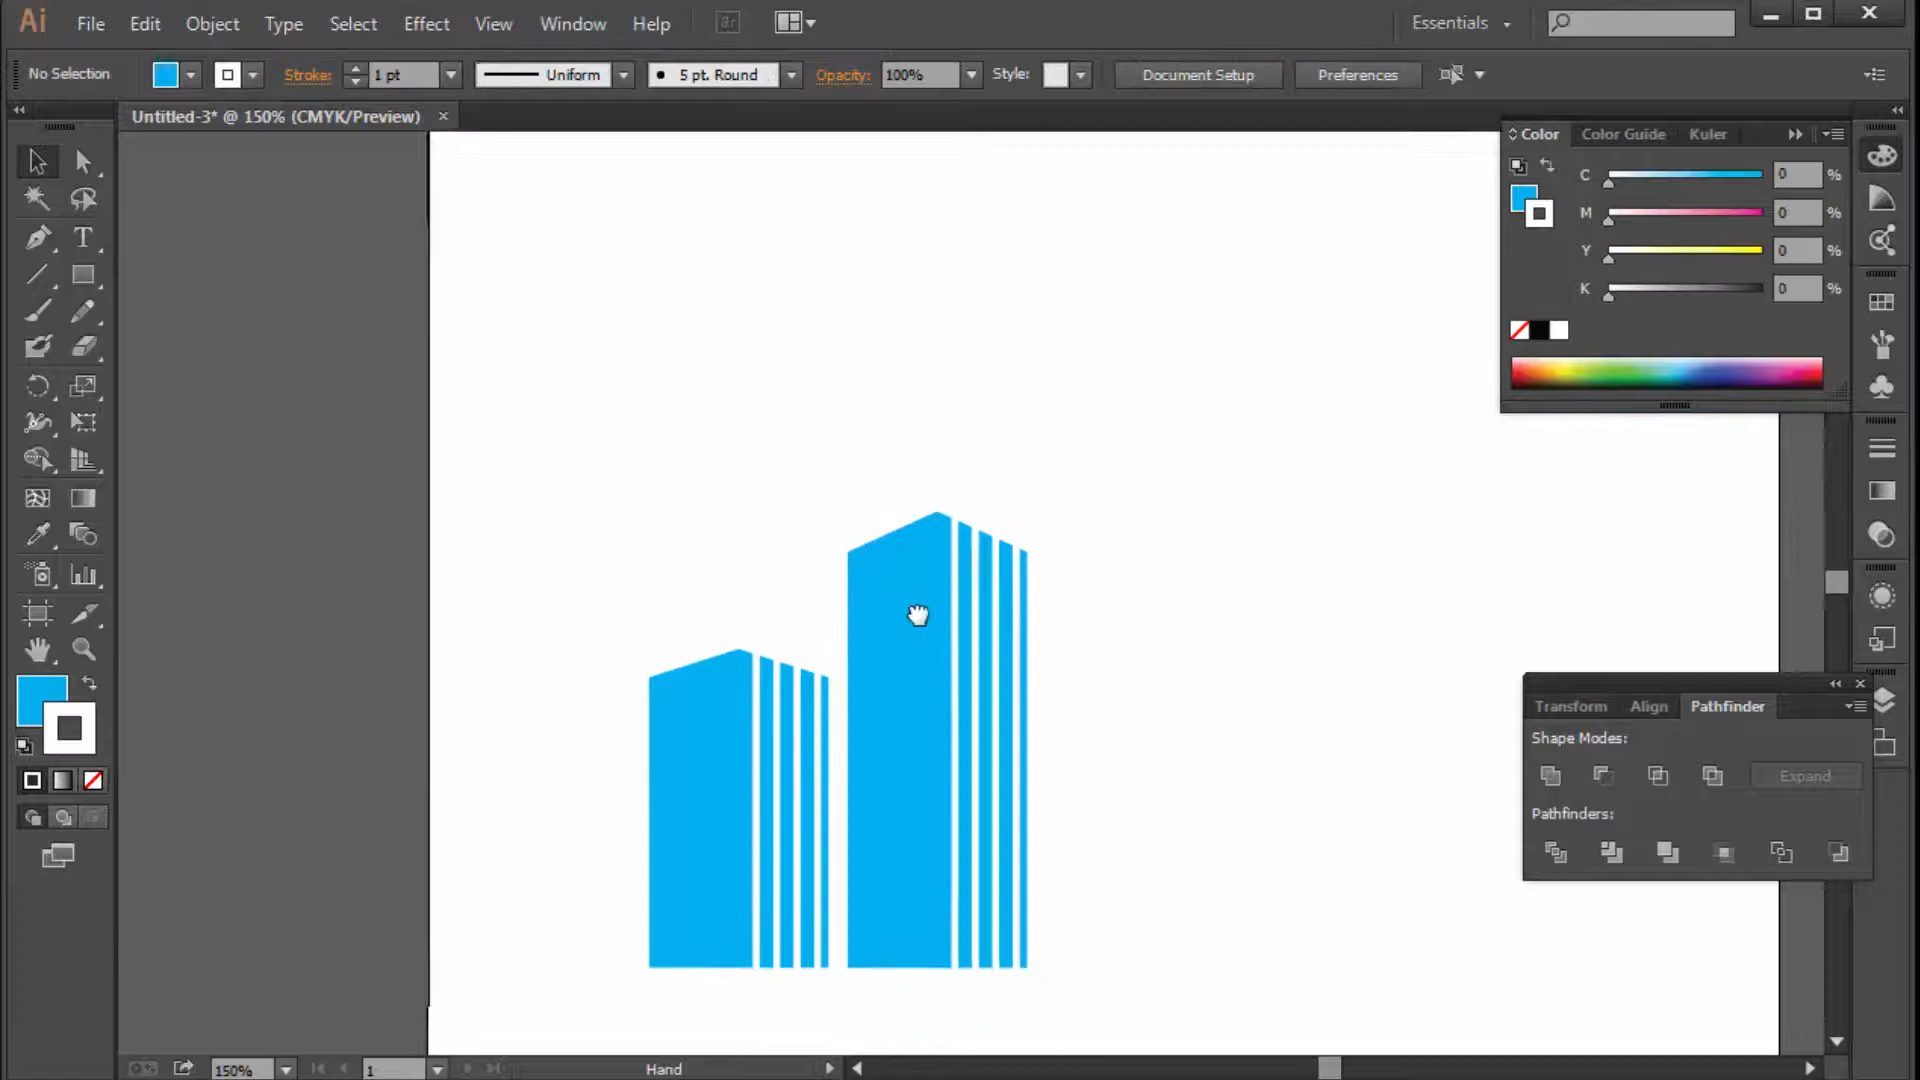 Ai File Edit Object Type Select Effect View Window Help Br Essentials
No Selection Stroke: 1 pt Uniform 5 pt. Round Opacity: 100% Style: Document Setup Preferences
Untitled-3* @ 150% (CMYK/Preview)
Color Color Guide Kuler
C 0 %
M 0 %
Y 0 %
K 0 %
T
Transform Align Pathfinder
Shape Modes:
Expand
Pathfinders:
150% 1 Hand